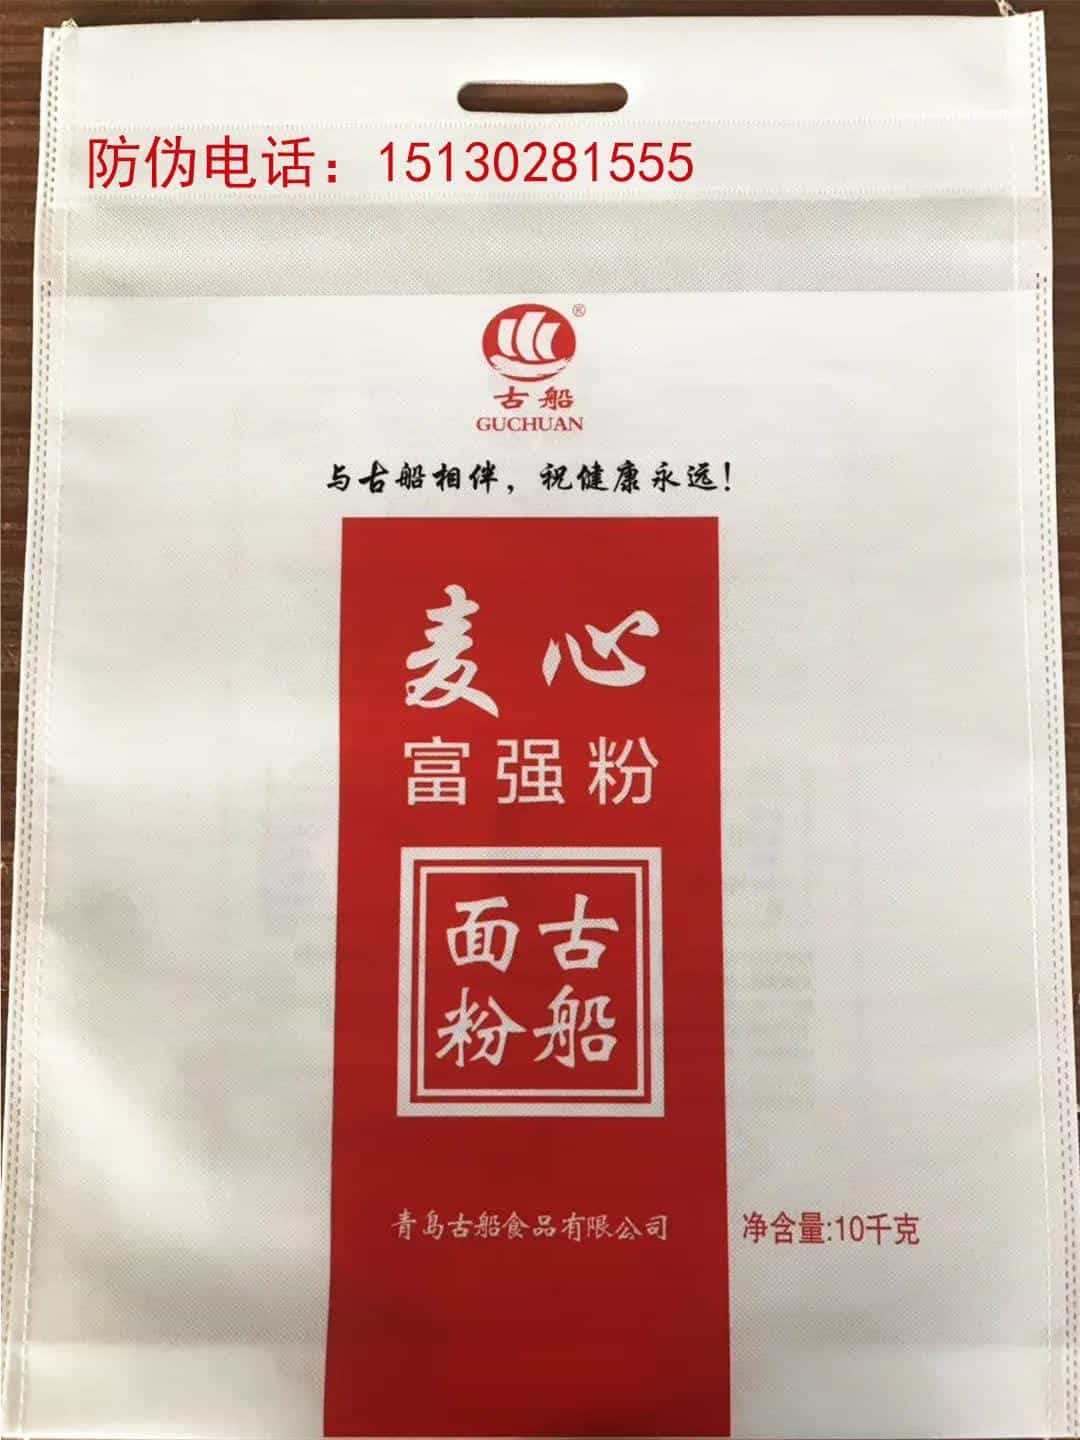 防伪电话：15130281555
®
古船
GUCHUAN
与古船相伴，祝健康永远！
麦心
富强粉
古船
面粉
青岛古船食品有限公司
净含量:10千克